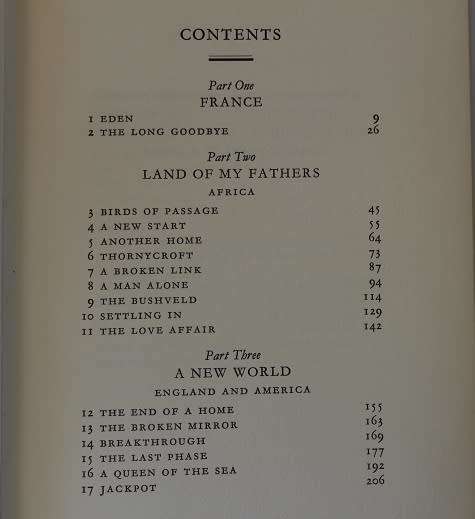 CONTENTS
Part One
FRANCE
1 EDEN 9
2 THE LONG GOODBYE 26
Part Two
LAND OF MY FATHERS
AFRICA
3 BIRDS OF PASSAGE 45
4 A NEW START 55
5 ANOTHER HOME 64
6 THORNYCROFT 73
7 A BROKEN LINK 87
8 A MAN ALONE 94
9 THE BUSHVELD 114
10 SETTLING IN 129
11 THE LOVE AFFAIR 142
Part Three
A NEW WORLD
ENGLAND AND AMERICA
12 THE END OF A HOME 155
13 THE BROKEN MIRROR 163
14 BREAKTHROUGH 169
15 THE LAST PHASE 177
16 A QUEEN OF THE SEA 192
17 JACKPOT 206